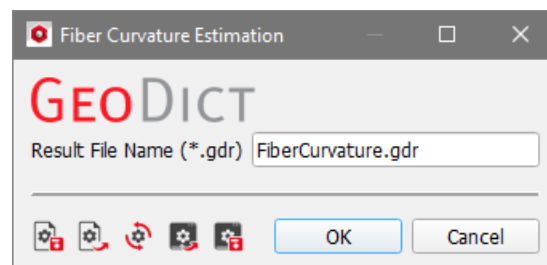 Fiber Curvature Estimation
GEODICT
Result File Name (*.gdr) FiberCurvature.gdr
OK Cancel